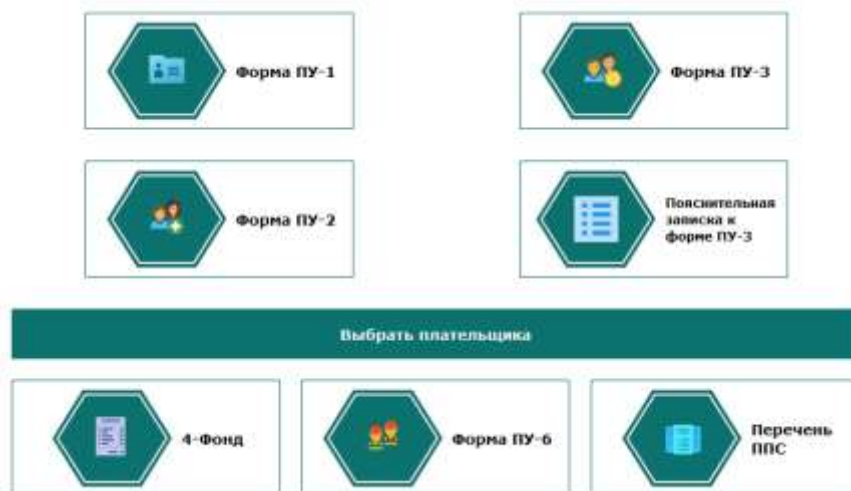 Форма ПУ-1
Форма ПУ-3
Форма ПУ-2
Пояснительная
записка к
форме ПУ-3
Выбрать плательщика
4-Фонд
Форма ПУ-6
Перечень
ППС